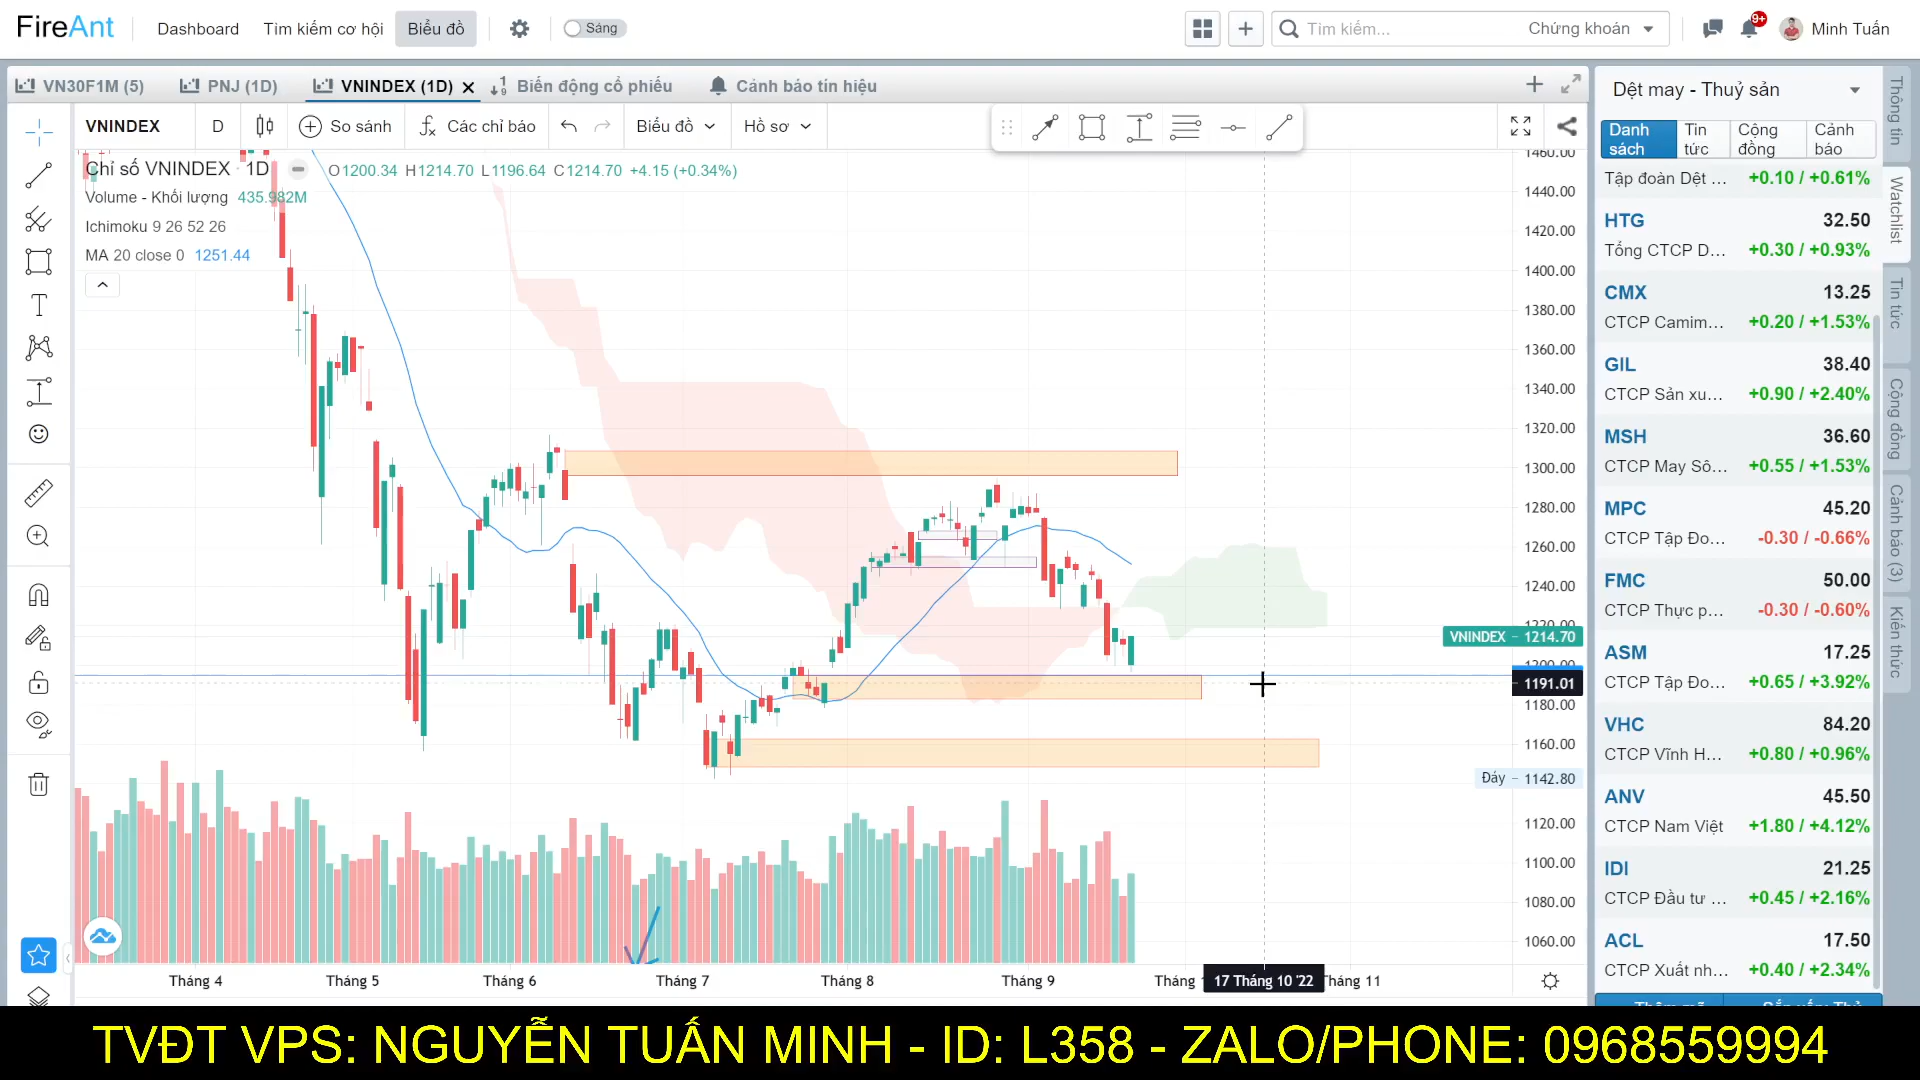 FireAnt
Dashboard
Tìm kiếm cơ hội
Biểu đồ
Sáng
Tìm kiếm...
Chứng khoán
9+
Minh Tuấn
VN30F1M (5)
PNJ (1D)
VNINDEX (1D)
Biến động cổ phiếu
Cảnh báo tín hiệu
VNINDEX
D
So sánh
Các chỉ báo
Biểu đồ
Hồ sơ
Chỉ số VNINDEX · 1D
O1200.34 H1214.70 L1196.64 C1214.70 +4.15 (+0.34%)
Volume - Khối lượng 435.982M
Ichimoku 9 26 52 26
MA 20 close 0 1251.44
1460.00
1440.00
1420.00
1400.00
1380.00
1360.00
1340.00
1320.00
1300.00
1280.00
1260.00
1240.00
1220.00
VNINDEX 1214.70
1200.00
1191.01
1180.00
1160.00
Đáy 1142.80
1120.00
1100.00
1080.00
1060.00
Tháng 4
Tháng 5
Tháng 6
Tháng 7
Tháng 8
Tháng 9
Tháng 1
17 Tháng 10 '22
Tháng 11
Dệt may - Thuỷ sản
Danh sách
Tin tức
Cộng đồng
Cảnh báo
Tập đoàn Dệt ... +0.10 / +0.61%
HTG 32.50
Tổng CTCP D... +0.30 / +0.93%
CMX 13.25
CTCP Camim... +0.20 / +1.53%
GIL 38.40
CTCP Sản xu... +0.90 / +2.40%
MSH 36.60
CTCP May Sô... +0.55 / +1.53%
MPC 45.20
CTCP Tập Đo... -0.30 / -0.66%
FMC 50.00
CTCP Thực p... -0.30 / -0.60%
ASM 17.25
CTCP Tập Đo... +0.65 / +3.92%
VHC 84.20
CTCP Vĩnh H... +0.80 / +0.96%
ANV 45.50
CTCP Nam Việt +1.80 / +4.12%
IDI 21.25
CTCP Đầu tư ... +0.45 / +2.16%
ACL 17.50
CTCP Xuất nh... +0.40 / +2.34%
Thông tin
Watchlist
Tin tức
Cộng đồng
Cảnh báo (3)
Kiến thức
TVĐT VPS: NGUYỄN TUẤN MINH - ID: L358 - ZALO/PHONE: 0968559994